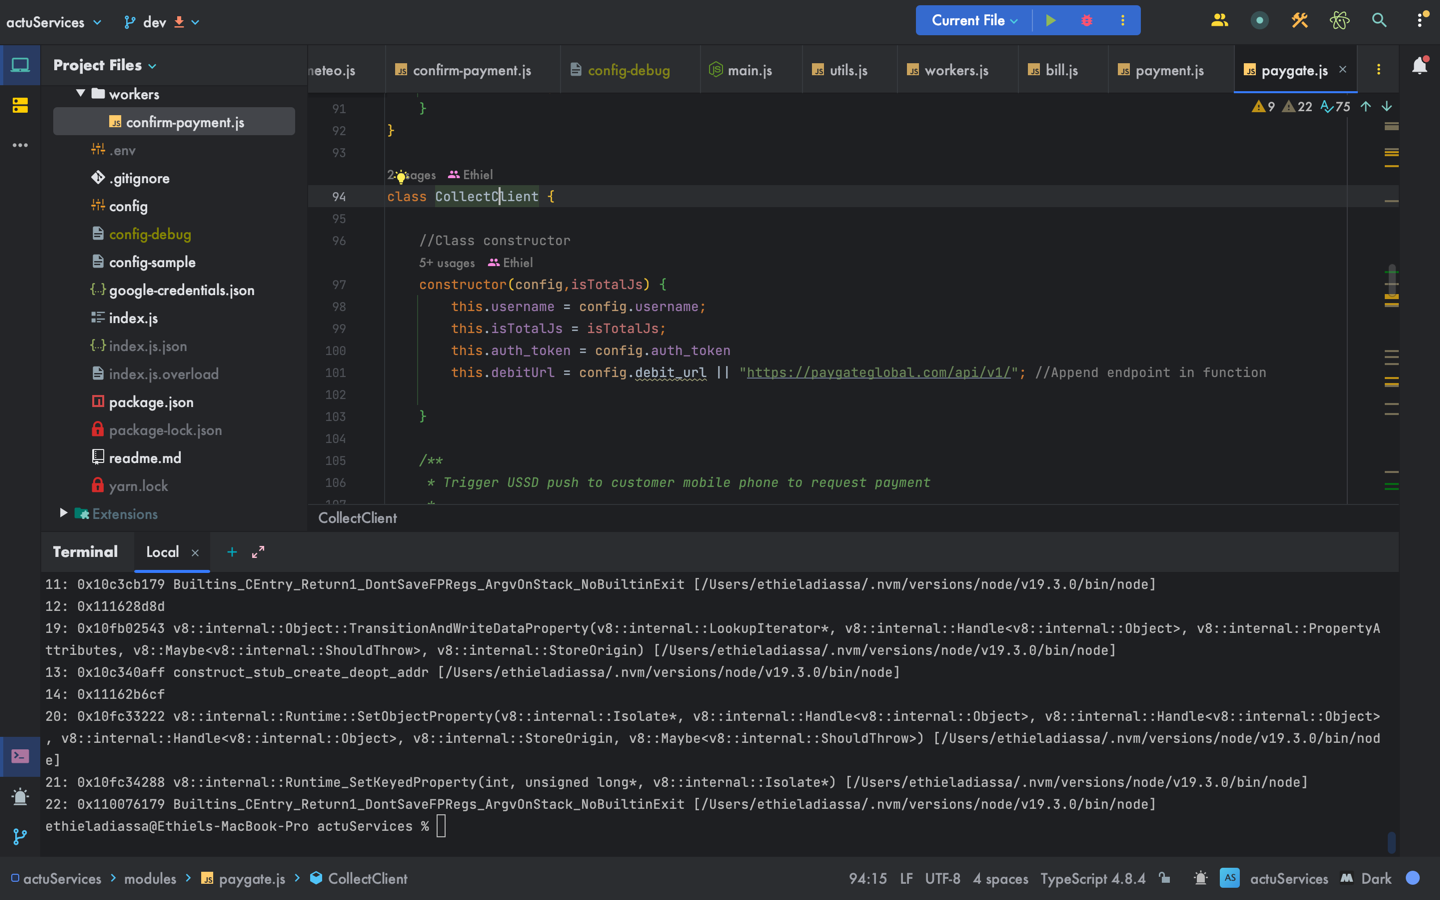 actuServices
dev
Current File
Project Files
meteo.js
confirm-payment.js
config-debug
main.js
utils.js
workers.js
bill.js
payment.js
paygate.js
workers
confirm-payment.js
.env
.gitignore
config
config-debug
config-sample
google-credentials.json
index.js
index.js.json
index.js.overload
package.json
package-lock.json
readme.md
yarn.lock
Extensions
9 22 75
91 }
92 }
93
Ethiel
94 class CollectClient {
95
96 //Class constructor
5+ usages Ethiel
97 constructor(config,isTotalJs) {
98 this.username = config.username;
99 this.isTotalJs = isTotalJs;
100 this.auth_token = config.auth_token
101 this.debitUrl = config.debit_url || "https://paygateglobal.com/api/v1/"; //Append endpoint in function
102
103 }
104
105 /**
106 * Trigger USSD push to customer mobile phone to request payment
CollectClient
Terminal
Local
11: 0x10c3cb179 Builtins_CEntry_Return1_DontSaveFPRegs_ArgvOnStack_NoBuiltinExit [/Users/ethieladiassa/.nvm/versions/node/v19.3.0/bin/node]
12: 0x111628d8d
19: 0x10fb02543 v8::internal::Object::TransitionAndWriteDataProperty(v8::internal::LookupIterator*, v8::internal::Handle<v8::internal::Object>, v8::internal::PropertyA
ttributes, v8::Maybe<v8::internal::ShouldThrow>, v8::internal::StoreOrigin) [/Users/ethieladiassa/.nvm/versions/node/v19.3.0/bin/node]
13: 0x10c340aff construct_stub_create_deopt_addr [/Users/ethieladiassa/.nvm/versions/node/v19.3.0/bin/node]
14: 0x11162b6cf
20: 0x10fc33222 v8::internal::Runtime::SetObjectProperty(v8::internal::Isolate*, v8::internal::Handle<v8::internal::Object>, v8::internal::Handle<v8::internal::Object>
, v8::internal::Handle<v8::internal::Object>, v8::internal::StoreOrigin, v8::Maybe<v8::internal::ShouldThrow>) [/Users/ethieladiassa/.nvm/versions/node/v19.3.0/bin/nod
e]
21: 0x10fc34288 v8::internal::Runtime_SetKeyedProperty(int, unsigned long*, v8::internal::Isolate*) [/Users/ethieladiassa/.nvm/versions/node/v19.3.0/bin/node]
22: 0x110076179 Builtins_CEntry_Return1_DontSaveFPRegs_ArgvOnStack_NoBuiltinExit [/Users/ethieladiassa/.nvm/versions/node/v19.3.0/bin/node]
ethieladiassa@Ethiels-MacBook-Pro actuServices %
actuServices > modules > paygate.js > CollectClient
94:15 LF UTF-8 4 spaces TypeScript 4.8.4 AS actuServices Dark